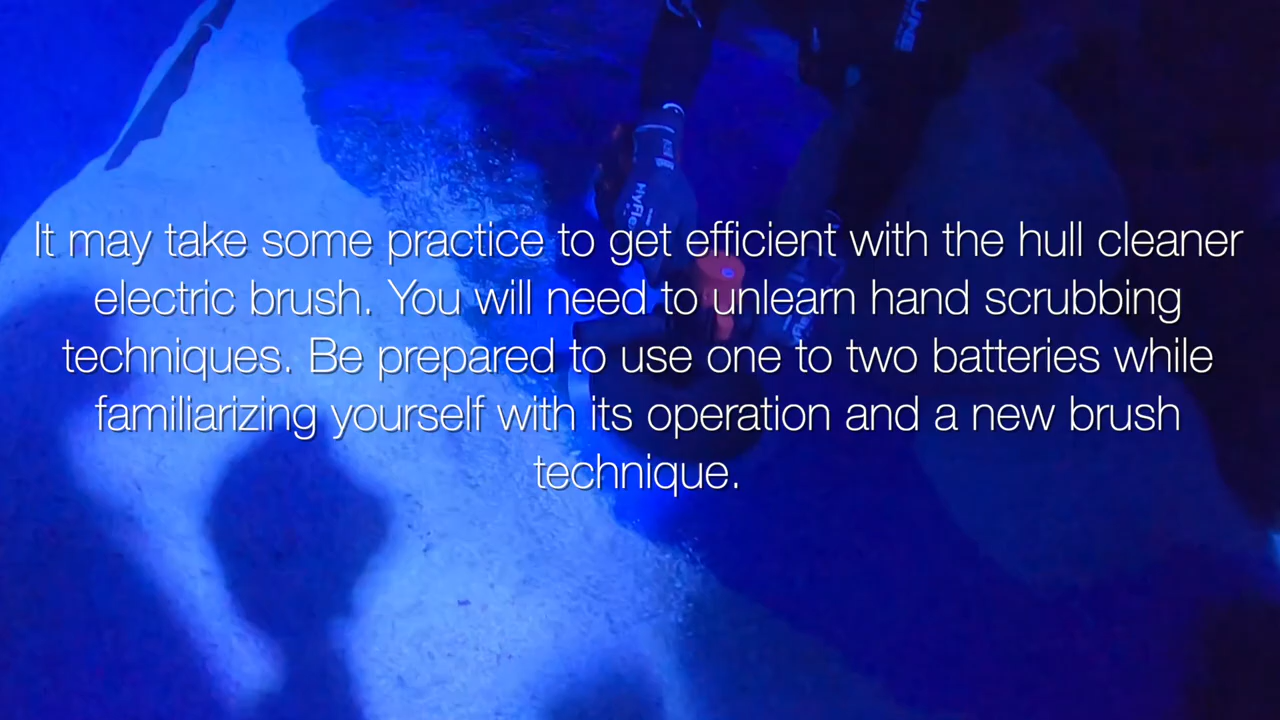 It may take some practice to get efficient with the hull cleaner
electric brush. You will need to unlearn hand scrubbing
techniques. Be prepared to use one to two batteries while
familiarizing yourself with its operation and a new brush
technique.